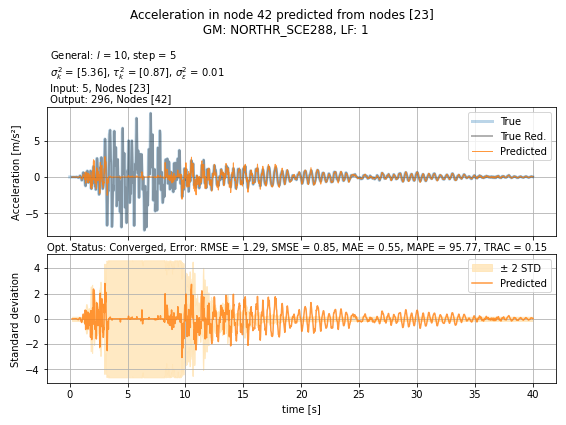 Acceleration in node 42 predicted from nodes [23]
GM: NORTHR_SCE288, LF: 1
General: l = 10, step = 5
σ²ₖ = [5.36], τ²ₖ = [0.87], σ²ε = 0.01
Input: 5, Nodes [23]
Output: 296, Nodes [42]
True
True Red.
Predicted
Acceleration [m/s²]
5
0
−5
Opt. Status: Converged, Error: RMSE = 1.29, SMSE = 0.85, MAE = 0.55, MAPE = 95.77, TRAC = 0.15
± 2 STD
Predicted
Standard deviation
4
2
0
−2
−4
0 5 10 15 20 25 30 35 40
time [s]